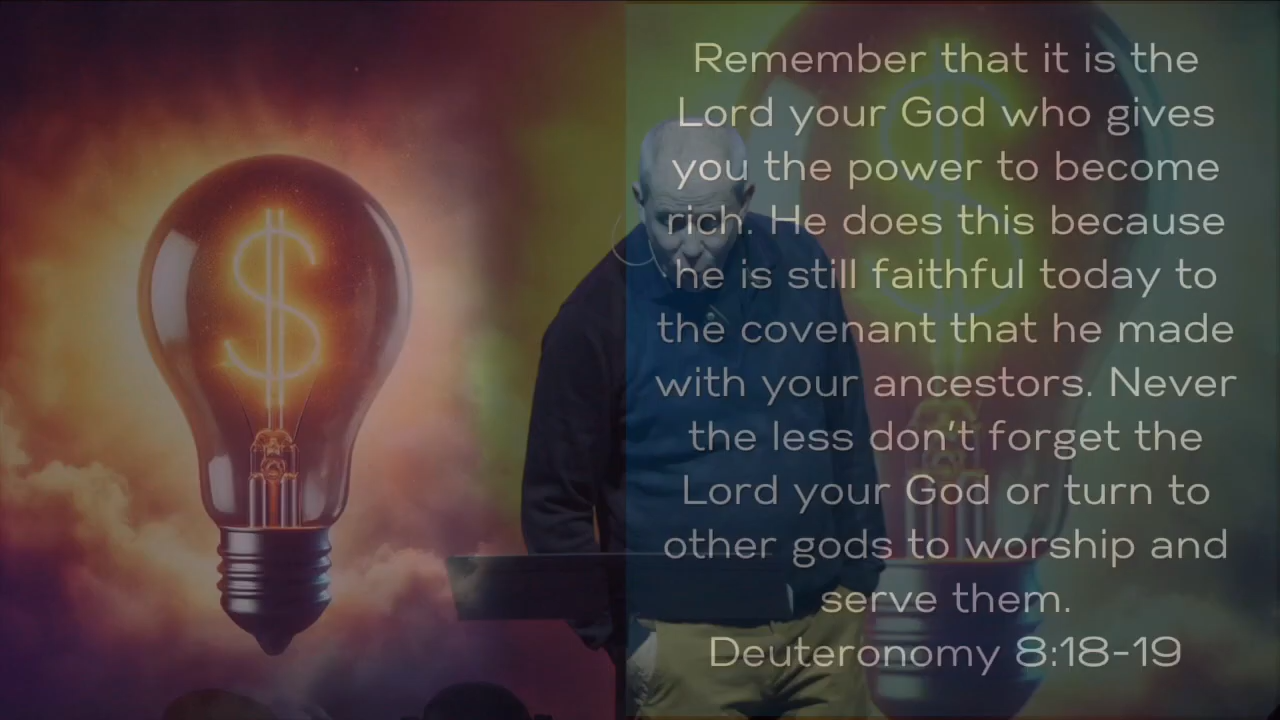 Remember that it is the
Lord your God who gives
you the power to become
rich. He does this because
he is still faithful today to
the covenant that he made
with your ancestors. Never
the less don't forget the
Lord your God or turn to
other gods to worship and
serve them.
Deuteronomy 8:18-19